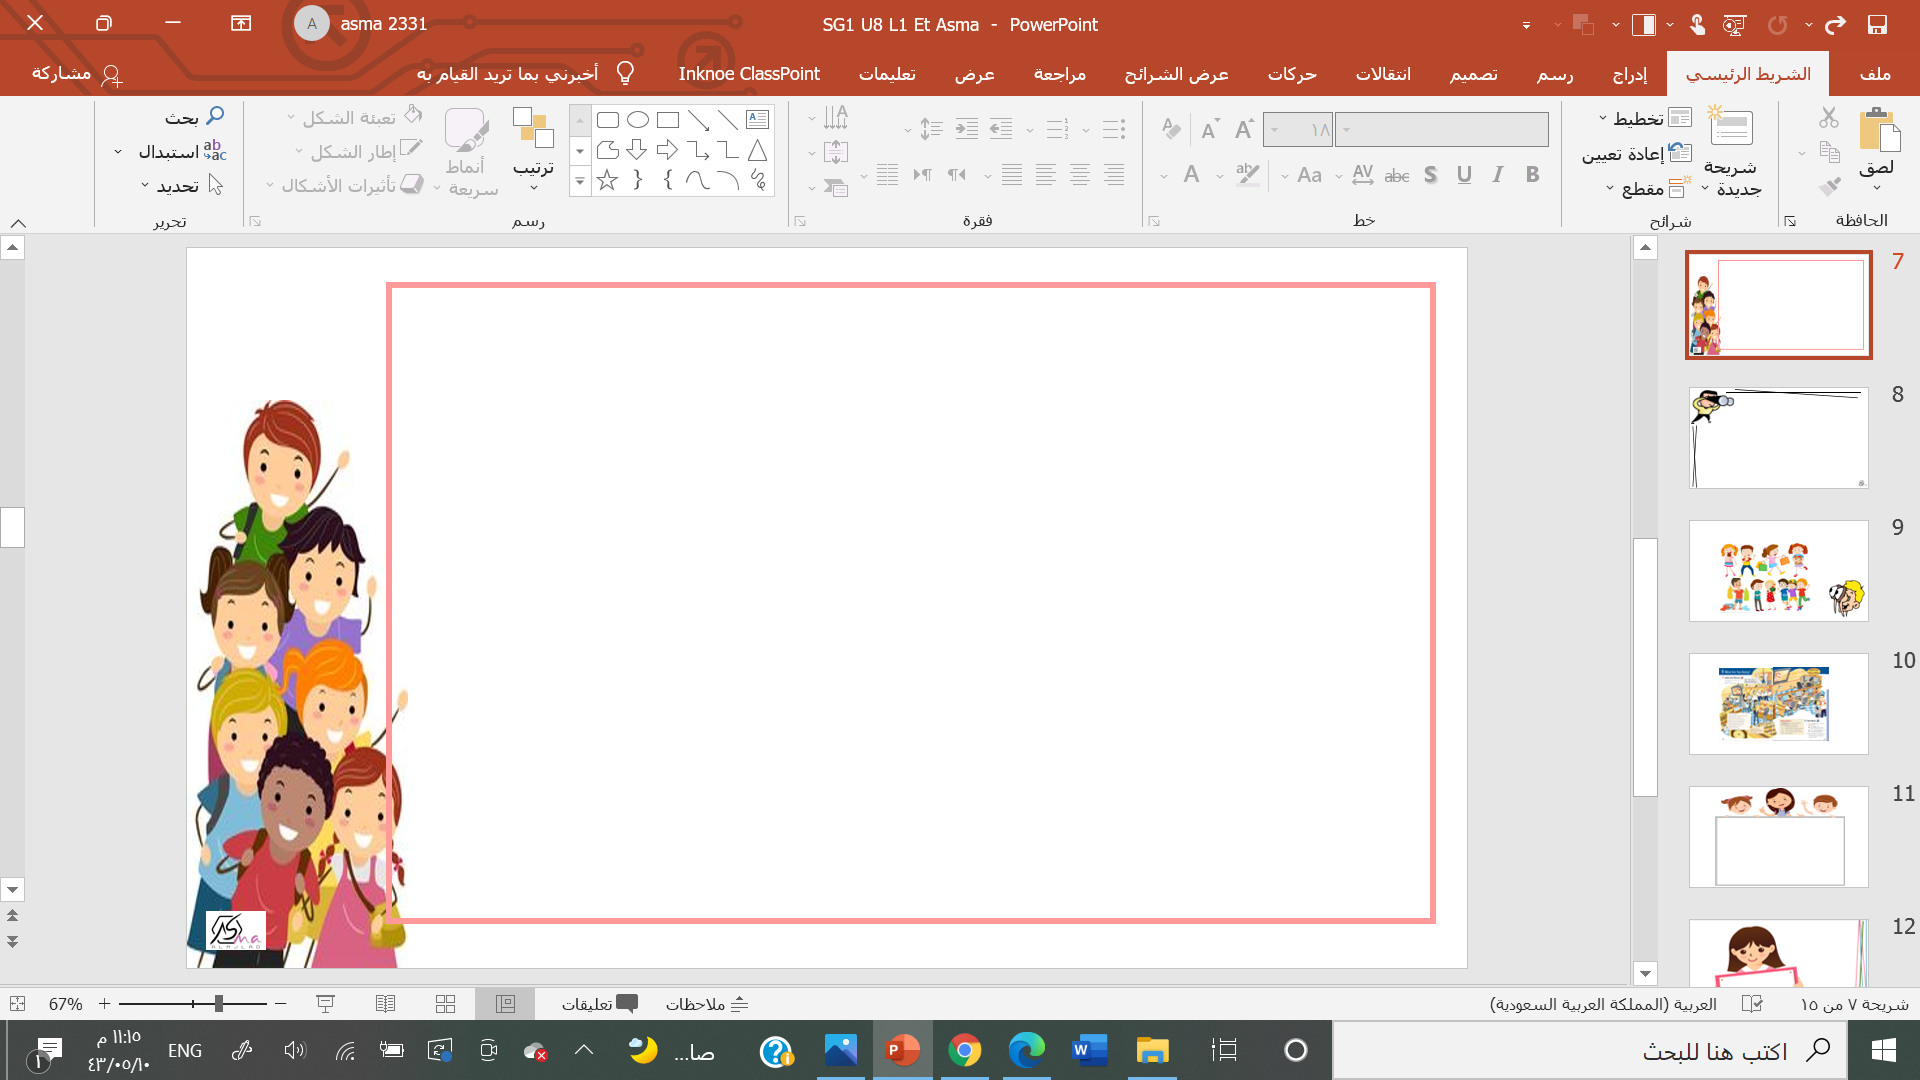 asma 2331
SG1 U8 L1 Et Asma - PowerPoint
ملف
الشريط الرئيسي
إدراج
رسم
تصميم
انتقالات
حركات
عرض الشرائح
مراجعة
عرض
تعليمات
Inknoe ClassPoint
أخبرني بما تريد القيام به
مشاركة
لصق
الحافظة
شريحة جديدة
تخطيط
إعادة تعيين
مقطع
شرائح
١٨
خط
فقرة
ترتيب
أنماط سريعة
تعبئة الشكل
إطار الشكل
تأثيرات الأشكال
رسم
بحث
استبدال
تحديد
تحرير
7
8
9
10
11
12
شريحة ٧ من ١٥
العربية (المملكة العربية السعودية)
ملاحظات
تعليقات
67%
اكتب هنا للبحث
صا...
ENG
١١:١٥ م
٤٣/٠٥/١٠
١